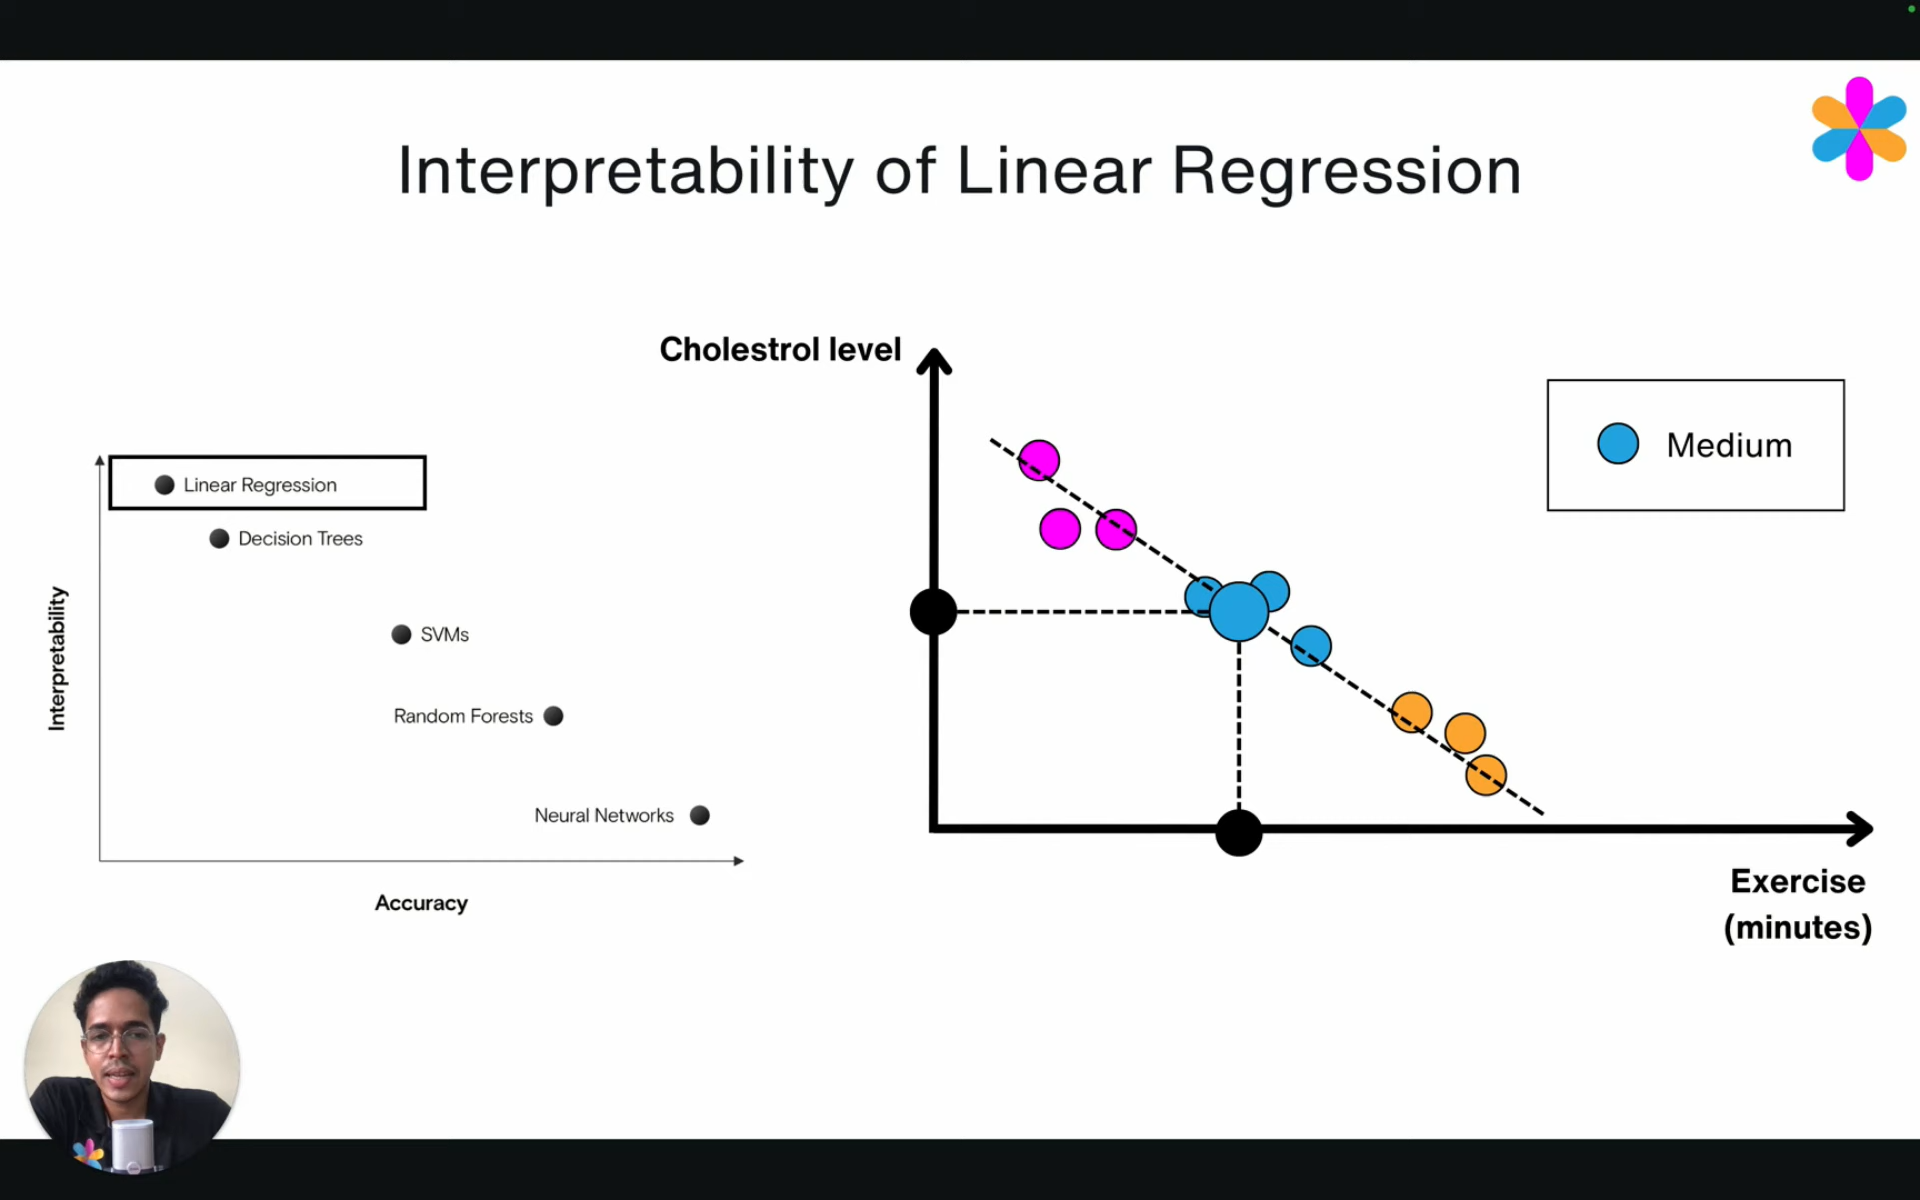 Interpretability of Linear Regression
Cholestrol level
Medium
Linear Regression
Decision Trees
SVMs
Random Forests
Neural Networks
Interpretability
Accuracy
Exercise
(minutes)